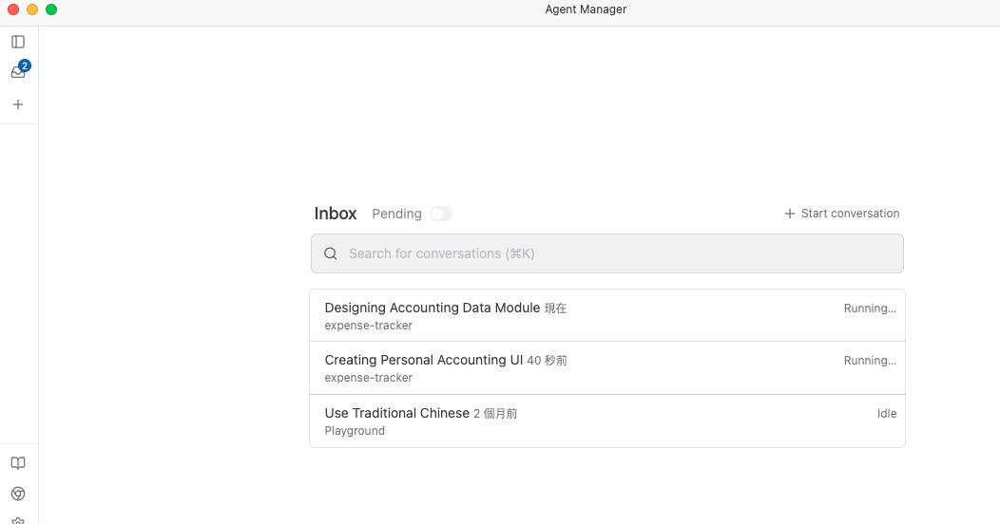 Agent Manager
2
Inbox
Pending
Start conversation
Search for conversations (⌘K)
Designing Accounting Data Module 現在
Running...
expense-tracker
Creating Personal Accounting UI 40 秒前
Running...
expense-tracker
Use Traditional Chinese 2 個月前
Idle
Playground